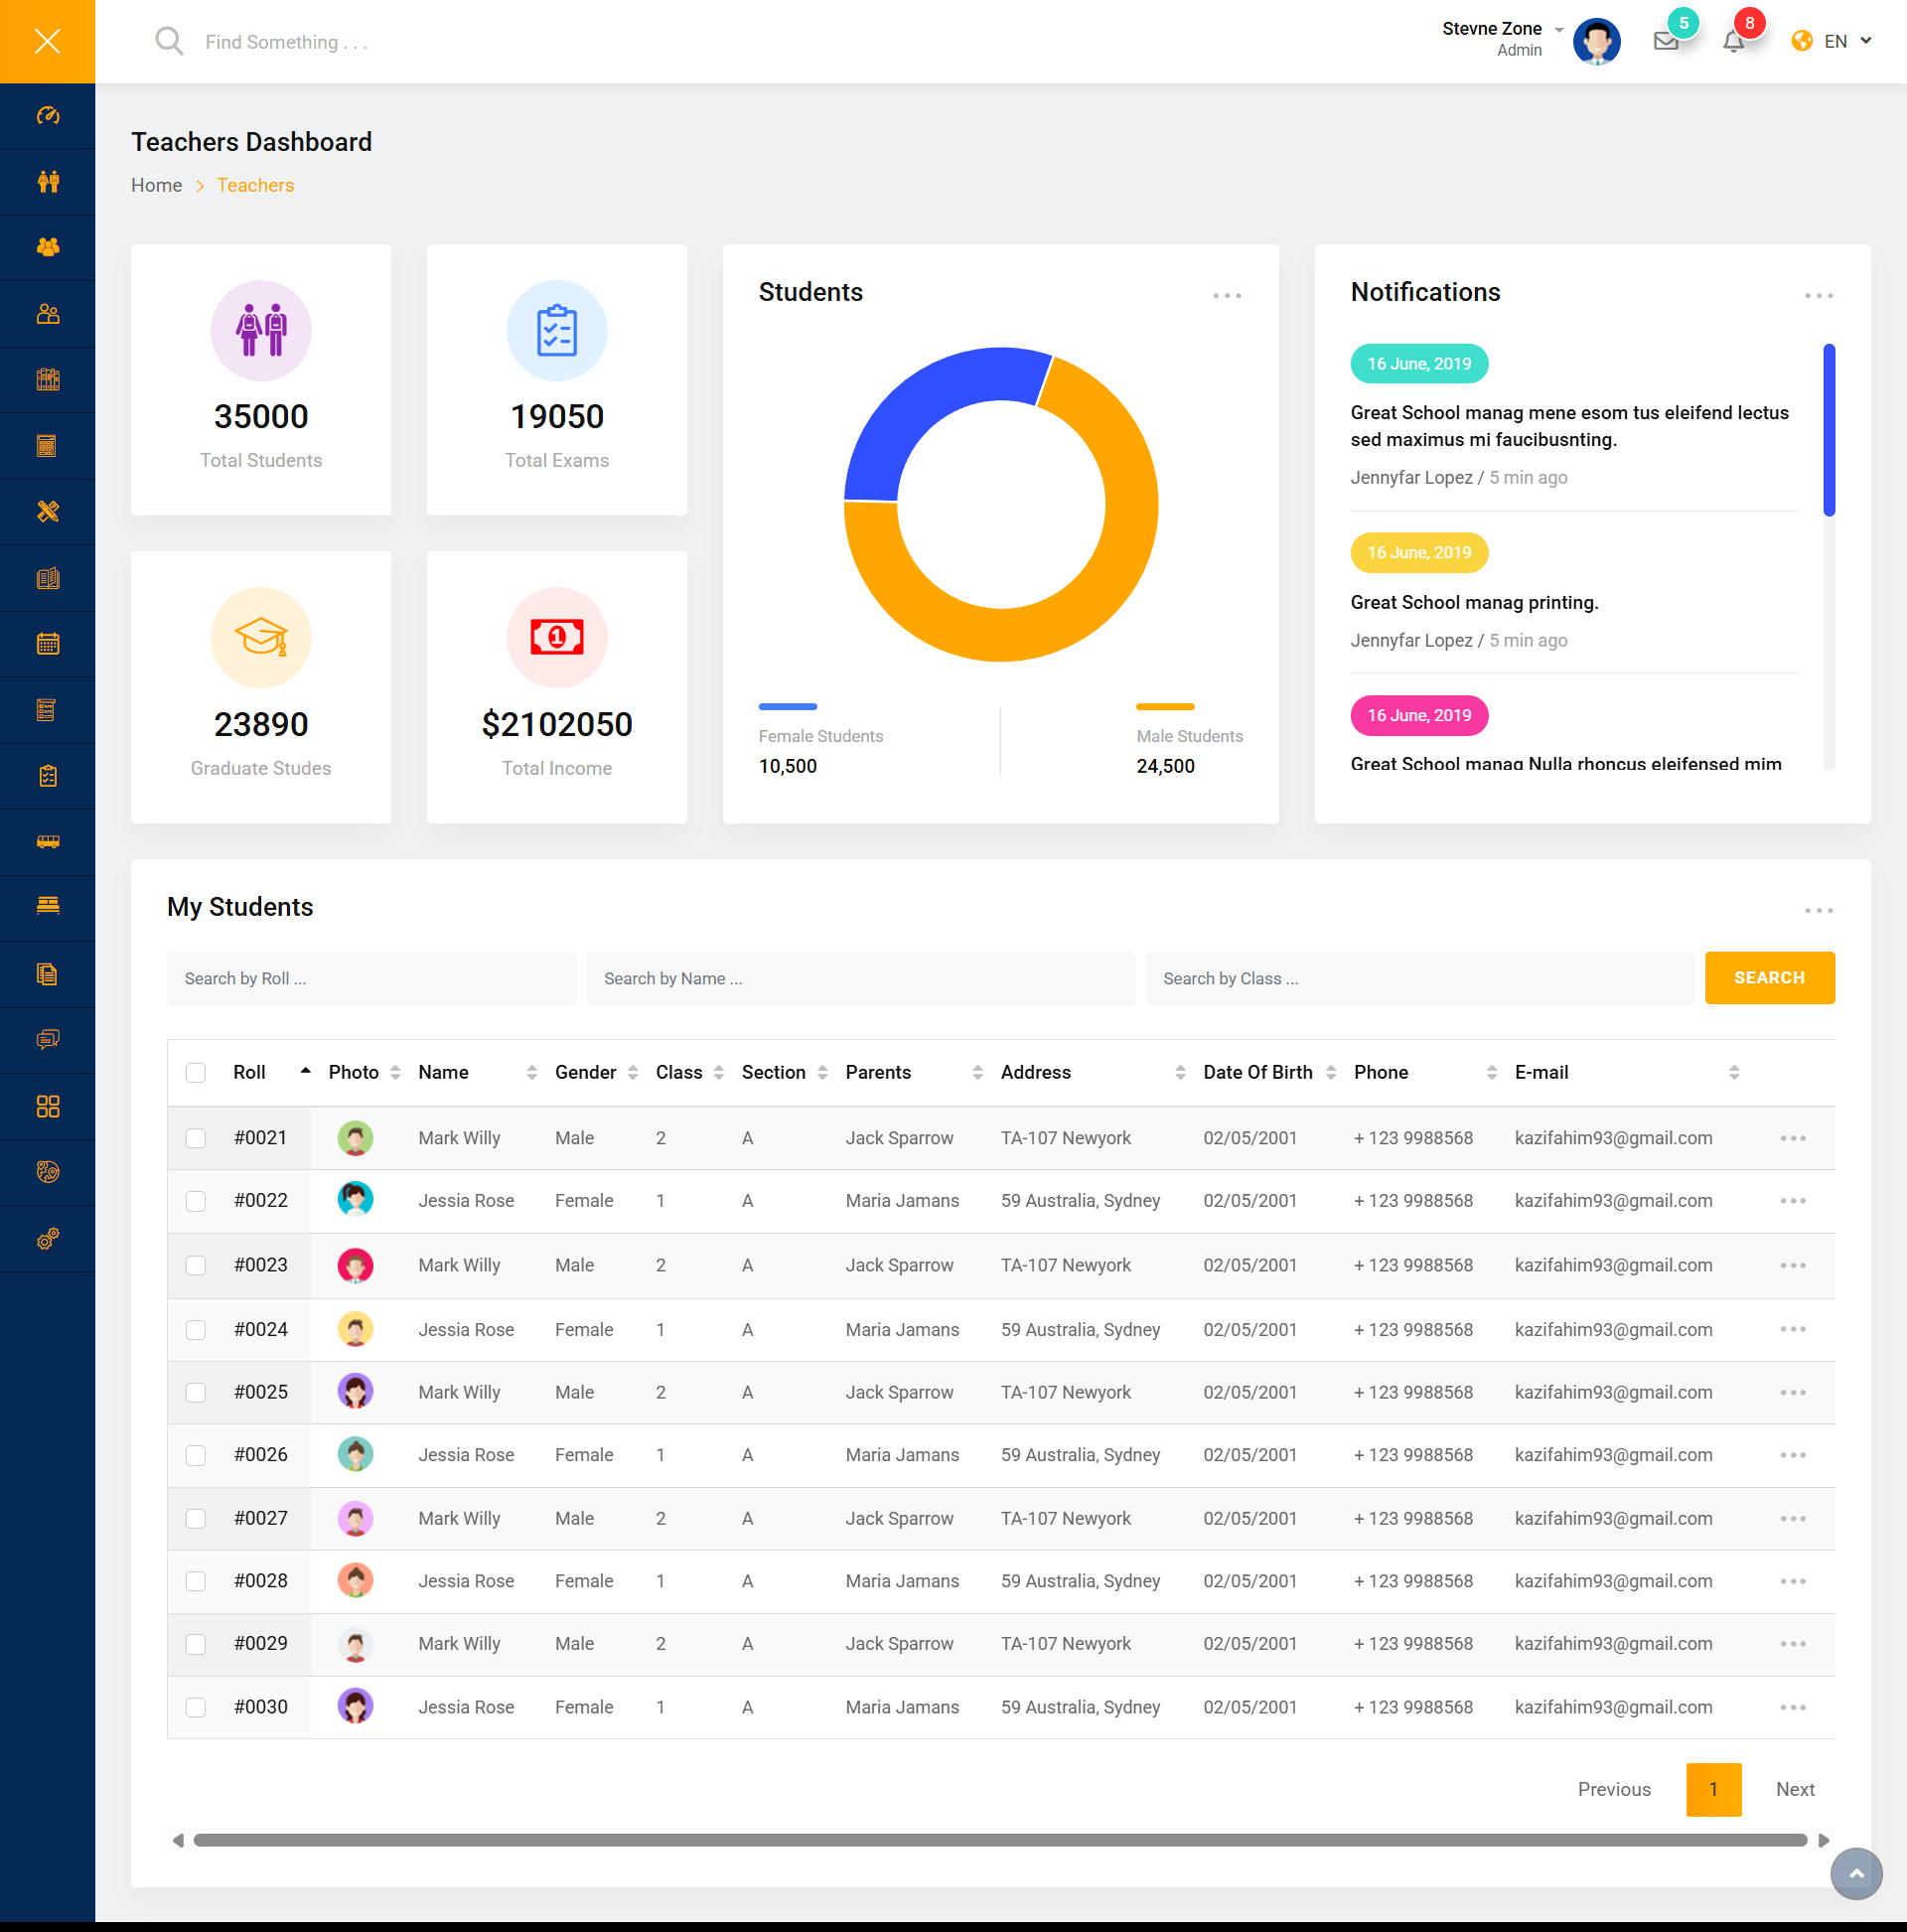 Find Something . . .
Stevne Zone
Admin
5
8
EN
Teachers Dashboard
Home
Teachers
35000
Total Students
19050
Total Exams
23890
Graduate Studes
1
$2102050
Total Income
Students
Female Students
10,500
Male Students
24,500
Notifications
16 June, 2019
Great School manag mene esom tus eleifend lectus
sed maximus mi faucibusnting.
Jennyfar Lopez / 5 min ago
16 June, 2019
Great School manag printing.
Jennyfar Lopez / 5 min ago
16 June, 2019
Great School manag Nulla rhoncus eleifensed mim
My Students
Search by Roll ... Search by Name ... Search by Class ... SEARCH
Roll Photo Name Gender Class Section Parents Address Date Of Birth Phone E-mail
#0021 Mark Willy Male 2 A Jack Sparrow TA-107 Newyork 02/05/2001 + 123 9988568 kazifahim93@gmail.com
#0022 Jessia Rose Female 1 A Maria Jamans 59 Australia, Sydney 02/05/2001 + 123 9988568 kazifahim93@gmail.com
#0023 Mark Willy Male 2 A Jack Sparrow TA-107 Newyork 02/05/2001 + 123 9988568 kazifahim93@gmail.com
#0024 Jessia Rose Female 1 A Maria Jamans 59 Australia, Sydney 02/05/2001 + 123 9988568 kazifahim93@gmail.com
#0025 Mark Willy Male 2 A Jack Sparrow TA-107 Newyork 02/05/2001 + 123 9988568 kazifahim93@gmail.com
#0026 Jessia Rose Female 1 A Maria Jamans 59 Australia, Sydney 02/05/2001 + 123 9988568 kazifahim93@gmail.com
#0027 Mark Willy Male 2 A Jack Sparrow TA-107 Newyork 02/05/2001 + 123 9988568 kazifahim93@gmail.com
#0028 Jessia Rose Female 1 A Maria Jamans 59 Australia, Sydney 02/05/2001 + 123 9988568 kazifahim93@gmail.com
#0029 Mark Willy Male 2 A Jack Sparrow TA-107 Newyork 02/05/2001 + 123 9988568 kazifahim93@gmail.com
#0030 Jessia Rose Female 1 A Maria Jamans 59 Australia, Sydney 02/05/2001 + 123 9988568 kazifahim93@gmail.com
Previous 1 Next